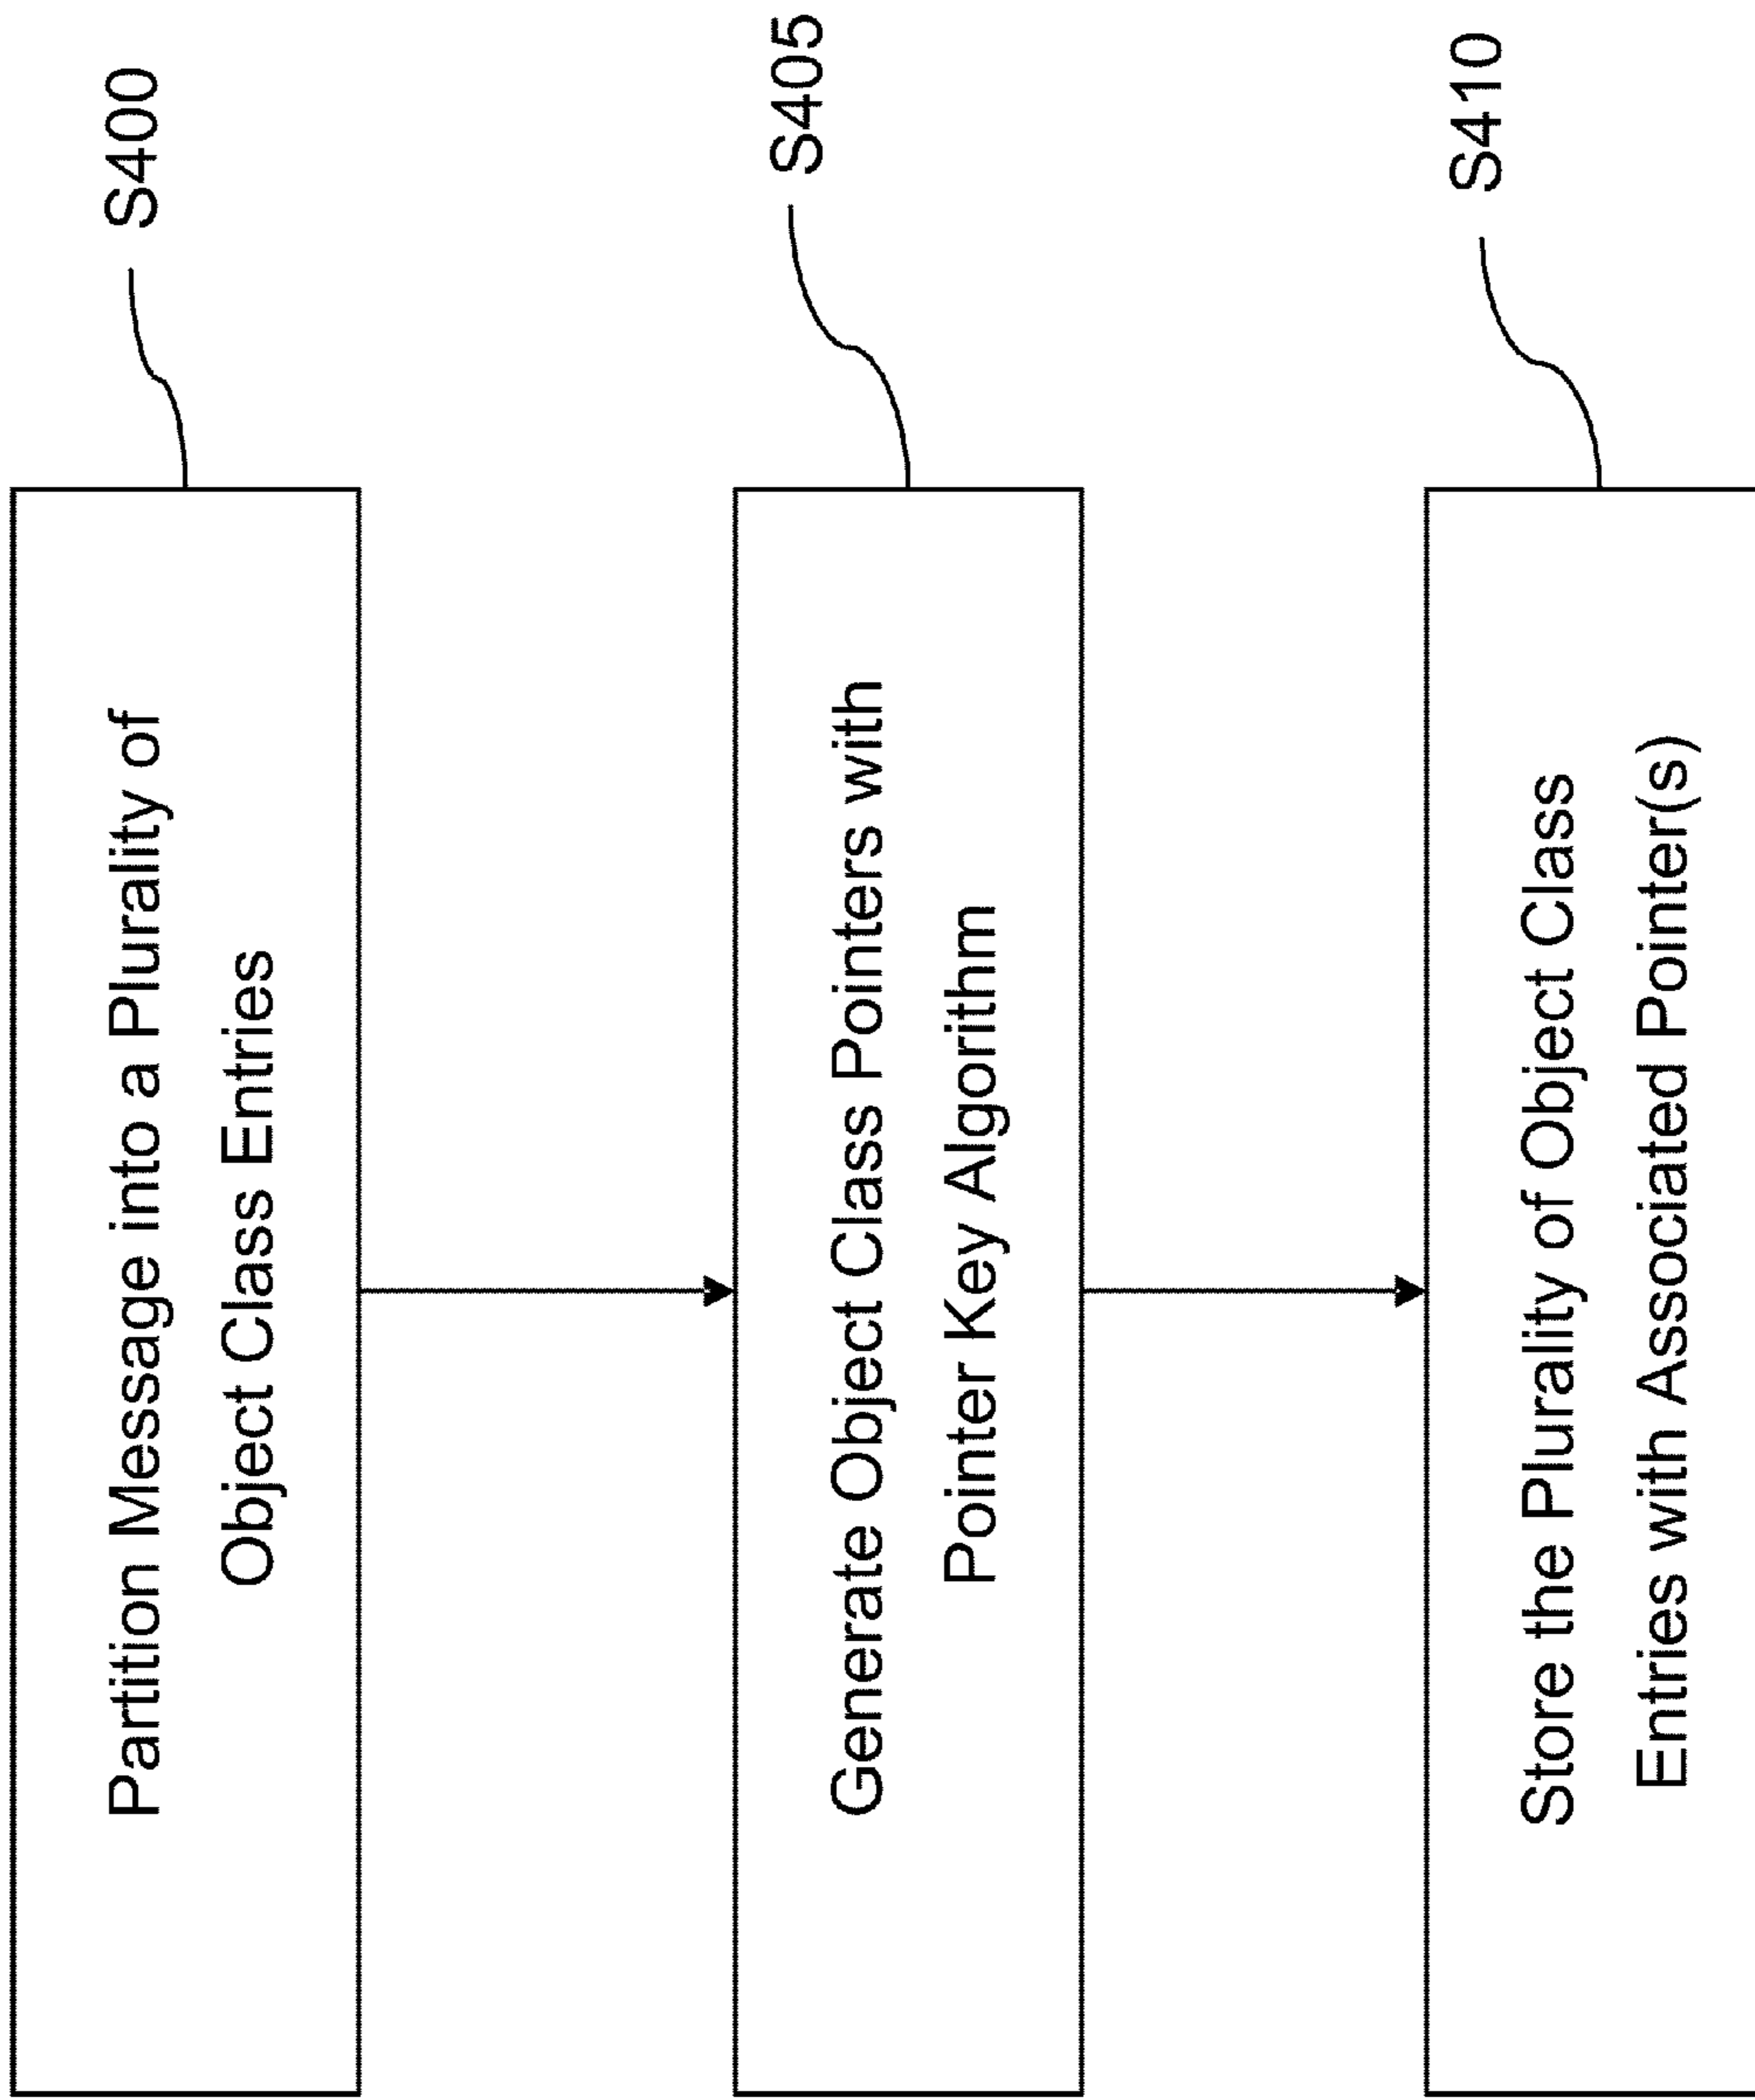 Partition Message into a Plurality of
Object Class Entries
S400
Generate Object Class Pointers with
Pointer Key Algorithm
S405
Store the Plurality of Object Class
Entries with Associated Pointer(s)
S410